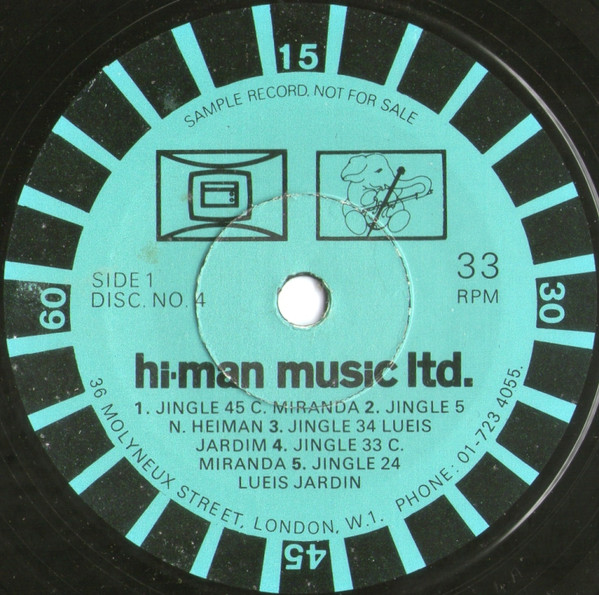 15
SAMPLE RECORD, NOT FOR SALE
SIDE 1
DISC. NO. 4
33
RPM
60
30
hi·man music ltd.
1. JINGLE 45 C. MIRANDA 2. JINGLE 5
N. HEIMAN 3. JINGLE 34 LUEIS
JARDIM 4. JINGLE 33 C.
MIRANDA 5. JINGLE 24
LUEIS JARDIN
36 MOLYNEUX STREET, LONDON, W.1. PHONE: 01-723 4055.
45